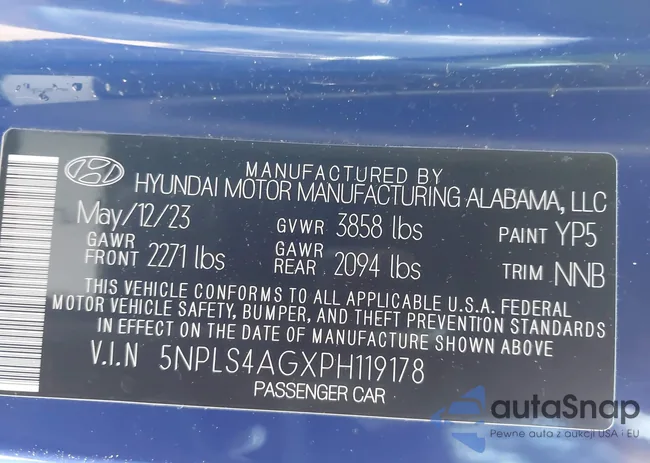 MANUFACTURED BY
HYUNDAI MOTOR MANUFACTURING ALABAMA, LLC
May/12/23 GVWR 3858 lbs PAINT YP5
GAWR FRONT 2271 lbs GAWR REAR 2094 lbs TRIM NNB
THIS VEHICLE CONFORMS TO ALL APPLICABLE U.S.A. FEDERAL
MOTOR VEHICLE SAFETY, BUMPER, AND THEFT PREVENTION STANDARDS
IN EFFECT ON THE DATE OF MANUFACTURE SHOWN ABOVE
V.I.N 5NPLS4AGXPH119178
PASSENGER CAR
autaSnap
Pewne auta z aukcji USA i EU